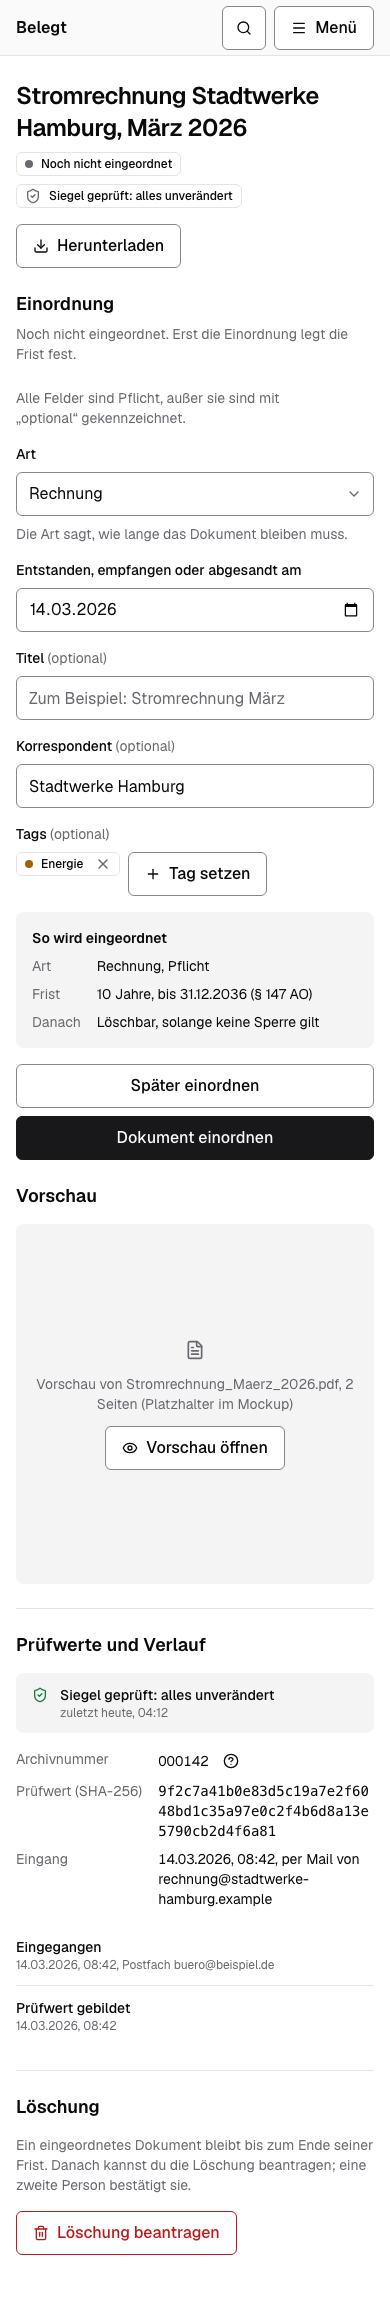 Belegt
Menü
Stromrechnung Stadtwerke
Hamburg, März 2026
Noch nicht eingeordnet
Siegel geprüft: alles unverändert
Herunterladen
Einordnung
Noch nicht eingeordnet. Erst die Einordnung legt die
Frist fest.
Alle Felder sind Pflicht, außer sie sind mit
„optional“ gekennzeichnet.
Art
Rechnung
Die Art sagt, wie lange das Dokument bleiben muss.
Entstanden, empfangen oder abgesandt am
14.03.2026
Titel (optional)
Zum Beispiel: Stromrechnung März
Korrespondent (optional)
Stadtwerke Hamburg
Tags (optional)
Energie
Tag setzen
So wird eingeordnet
Art Rechnung, Pflicht
Frist 10 Jahre, bis 31.12.2036 (§ 147 AO)
Danach Löschbar, solange keine Sperre gilt
Später einordnen
Dokument einordnen
Vorschau
Vorschau von Stromrechnung_Maerz_2026.pdf, 2
Seiten (Platzhalter im Mockup)
Vorschau öffnen
Prüfwerte und Verlauf
Siegel geprüft: alles unverändert
zuletzt heute, 04:12
Archivnummer 000142
Prüfwert (SHA-256) 9f2c7a41b0e83d5c19a7e2f60
48bd1c35a97e0c2f4b6d8a13e
5790cb2d4f6a81
Eingang 14.03.2026, 08:42, per Mail von
rechnung@stadtwerke-
hamburg.example
Eingegangen
14.03.2026, 08:42, Postfach buero@beispiel.de
Prüfwert gebildet
14.03.2026, 08:42
Löschung
Ein eingeordnetes Dokument bleibt bis zum Ende seiner
Frist. Danach kannst du die Löschung beantragen; eine
zweite Person bestätigt sie.
Löschung beantragen